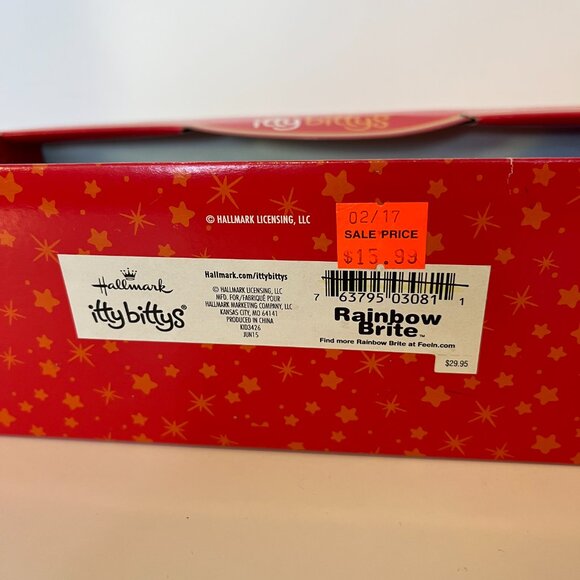 itty bittys
© HALLMARK LICENSING, LLC
02/17
SALE PRICE
$15.99
Hallmark
itty bittys®
Hallmark.com/ittybittys
© HALLMARK LICENSING, LLC
MFD. FOR/FABRIQUÉ POUR
HALLMARK MARKETING COMPANY, LLC
KANSAS CITY, MO 64141
PRODUCED IN CHINA
KID3426
JUN15
7 63795 03081 1
Rainbow
Brite™
Find more Rainbow Brite at Feeln.com
$29.95